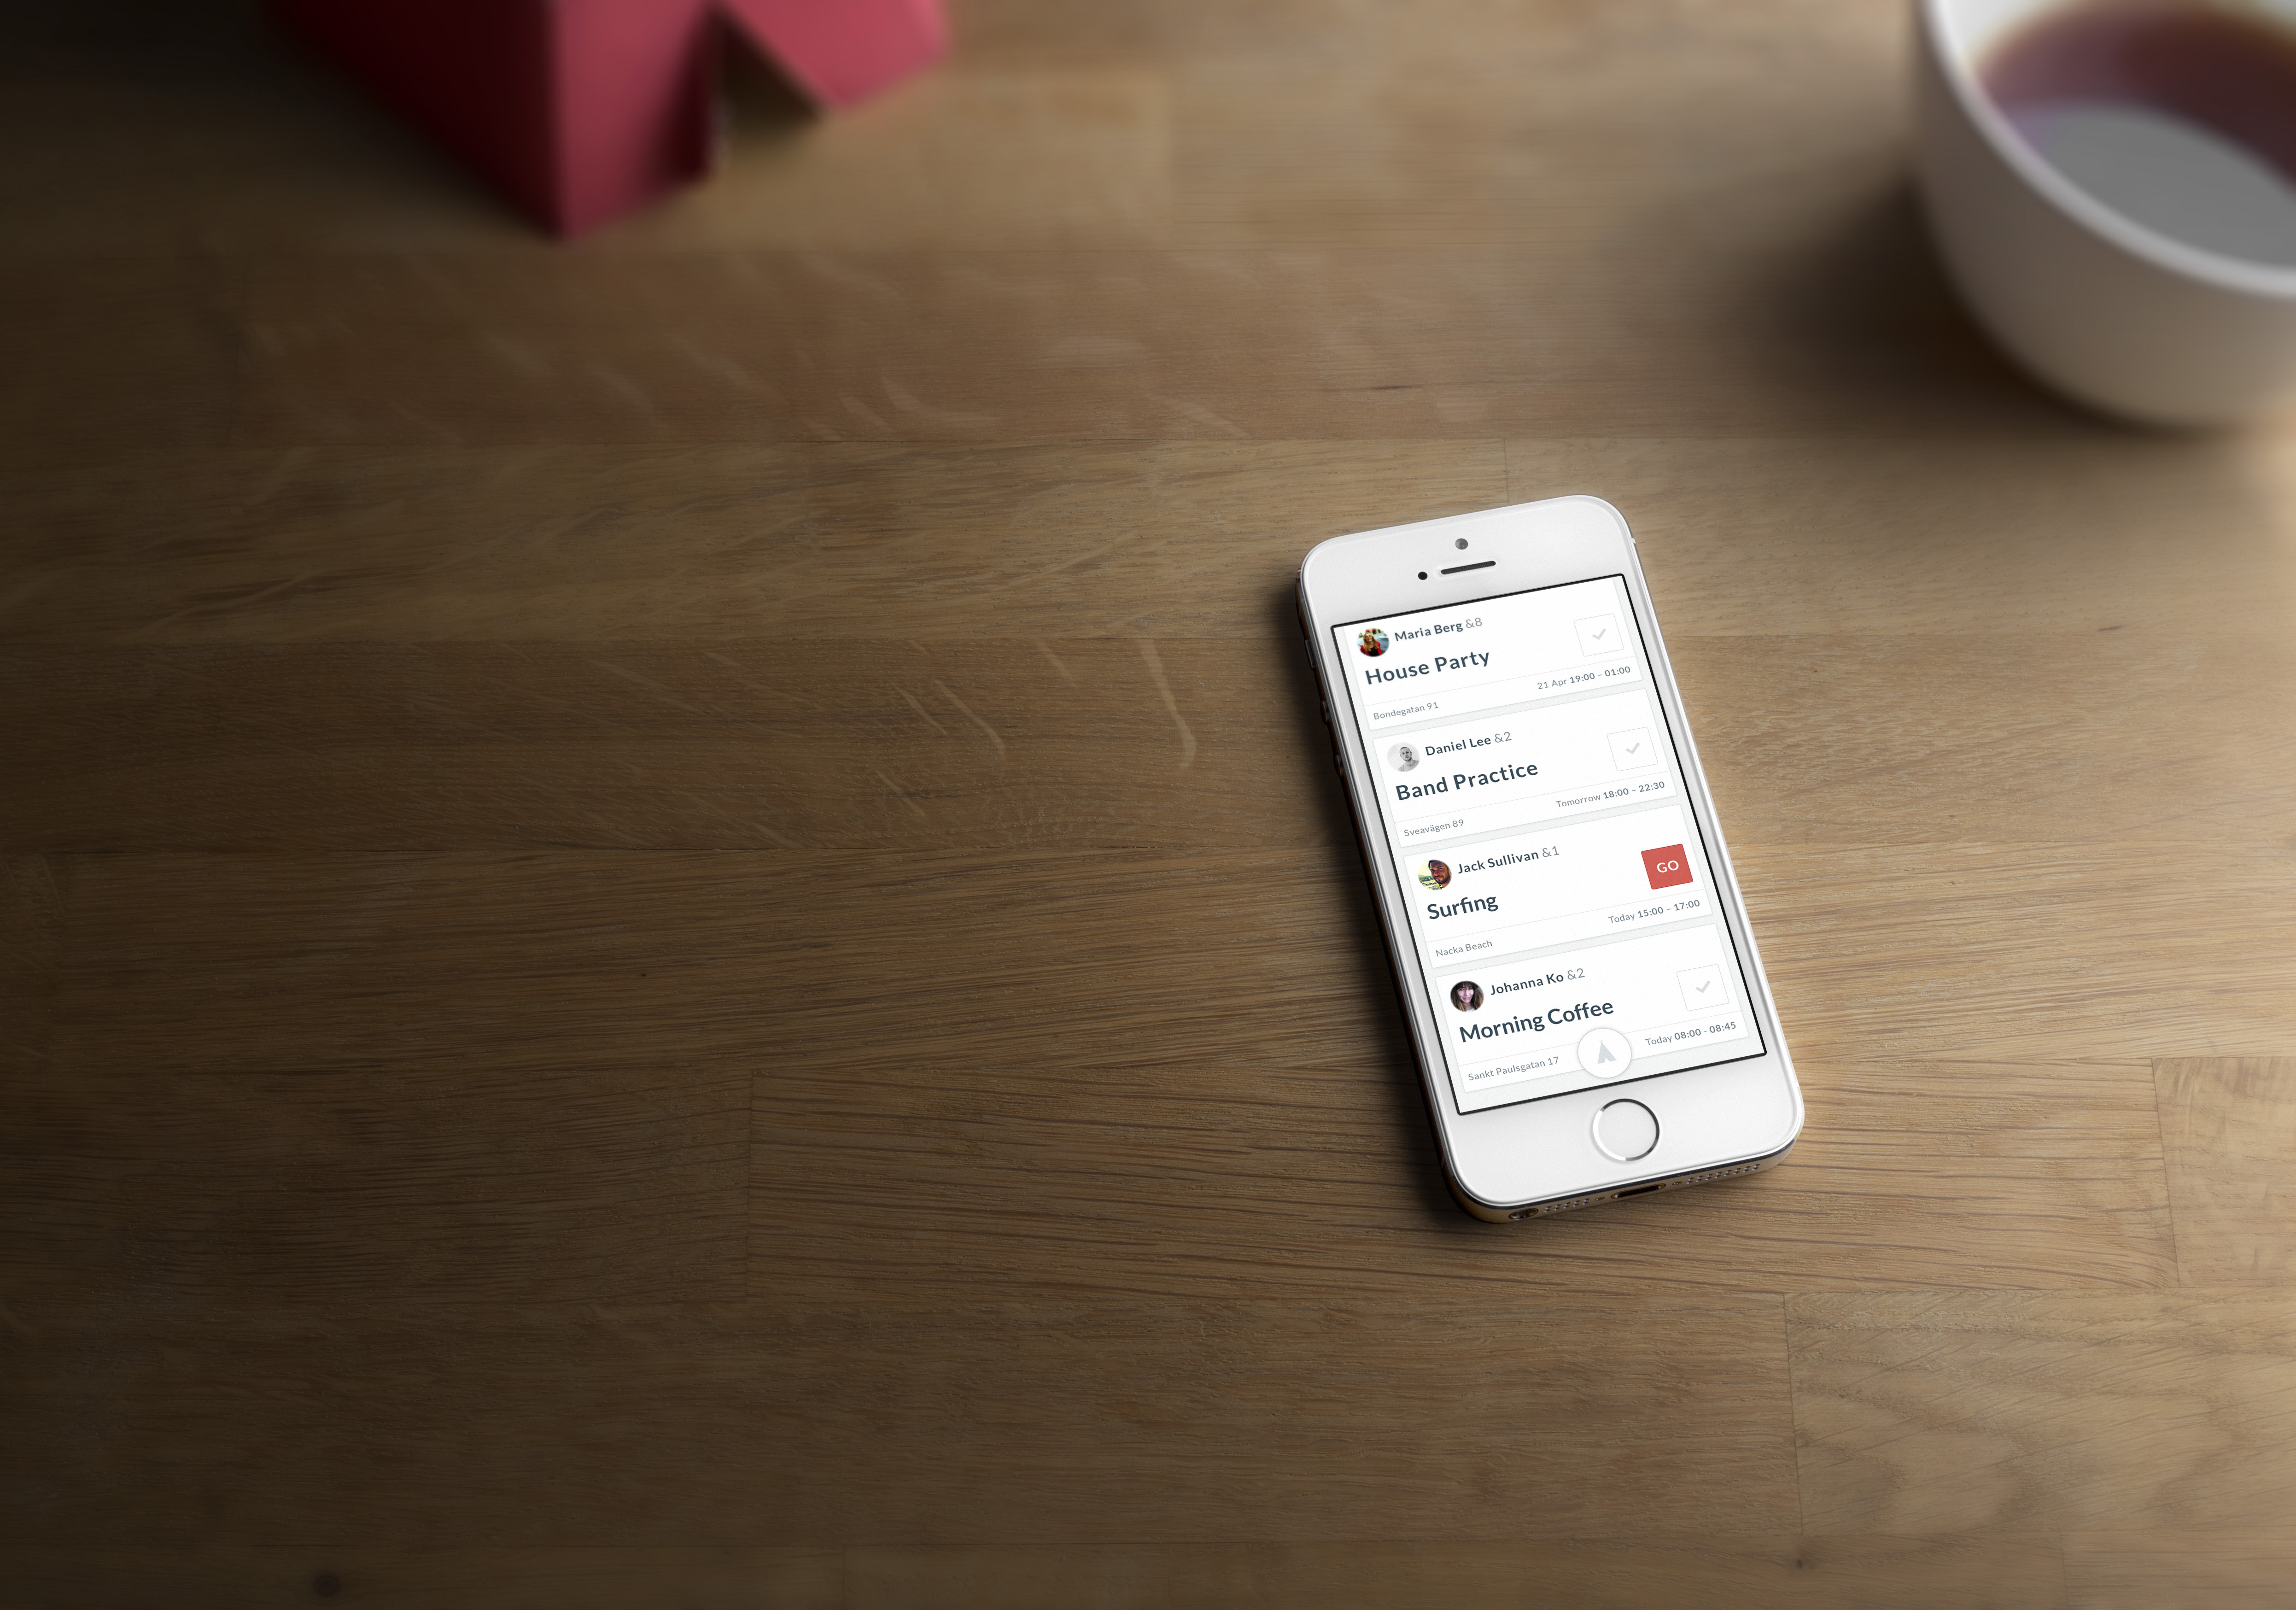 Maria Berg &8
House Party
Bondegatan 91
21 Apr 19:00 – 01:00
Daniel Lee &2
Band Practice
Sveavägen 89
Tomorrow 18:00 – 22:30
Jack Sullivan &1
GO
Surfing
Nacka Beach
Today 15:00 – 17:00
Johanna Ko &2
Morning Coffee
Sankt Paulsgatan 17
Today 08:00 - 08:45